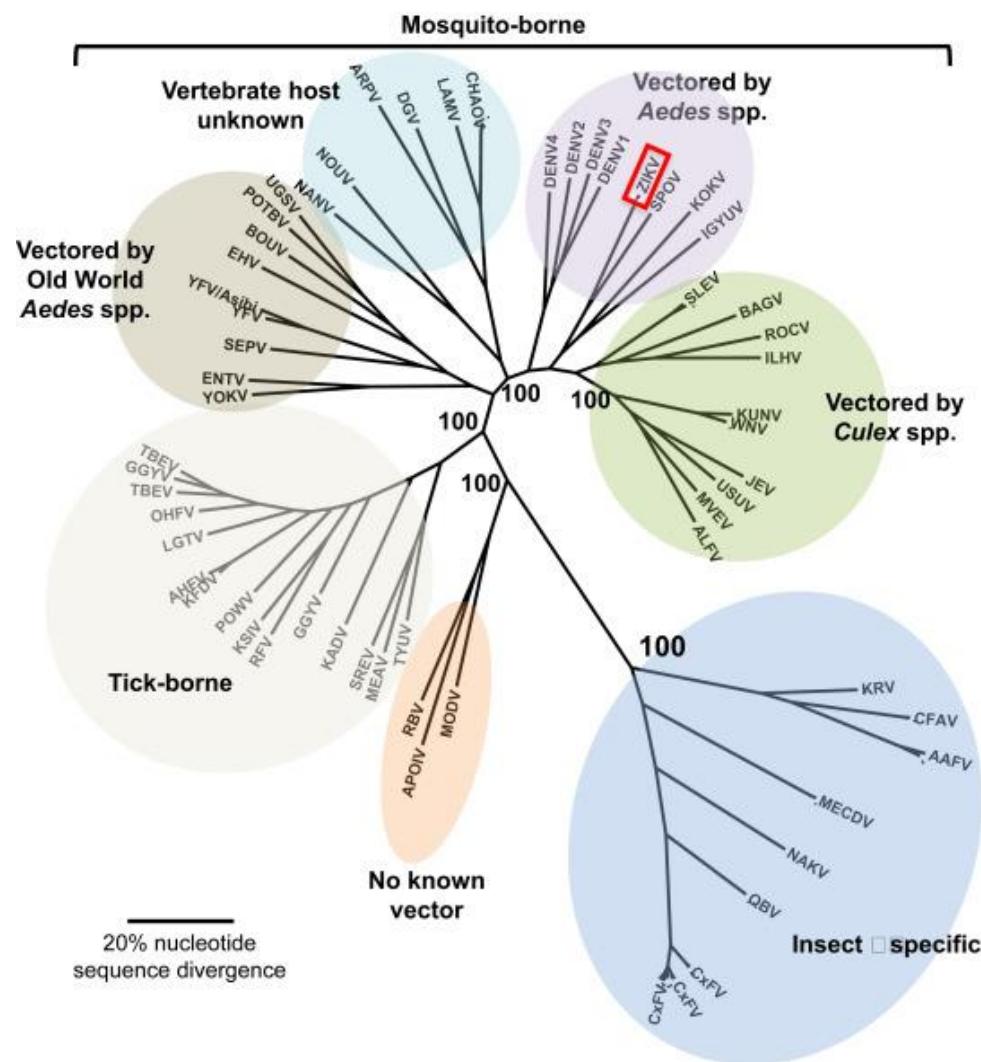 Mosquito-borne
Vertebrate host
unknown
ARPV
DGV
LAMV
CHAOV
NOUV
NANV
Vectored by
Aedes spp.
DENV4
DENV2
DENV3
DENV1
ZIKV
SPOV
KOKV
IGYUV
Vectored by
Old World
Aedes spp.
UGSV
POTBV
BOUV
EHV
YFV/Asibi
YFV
SEPV
ENTV
YOKV
SLEV
BAGV
ROCV
ILHV
KUNV
WNV
JEV
USUV
MVEV
ALFV
Vectored by
Culex spp.
100
100
100
100
100
TBEV
GGYV
TBEV
OHFV
LGTV
AHFV
KFDV
POWV
KSIV
RFV
GGYV
KADV
SREV
MEAV
TYUV
Tick-borne
RBV
APOIV
MODV
No known
vector
KRV
CFAV
AAFV
MECDV
NAKV
QBV
CxFV
CxFV
CxFV
Insect □□specific
20% nucleotide
sequence divergence